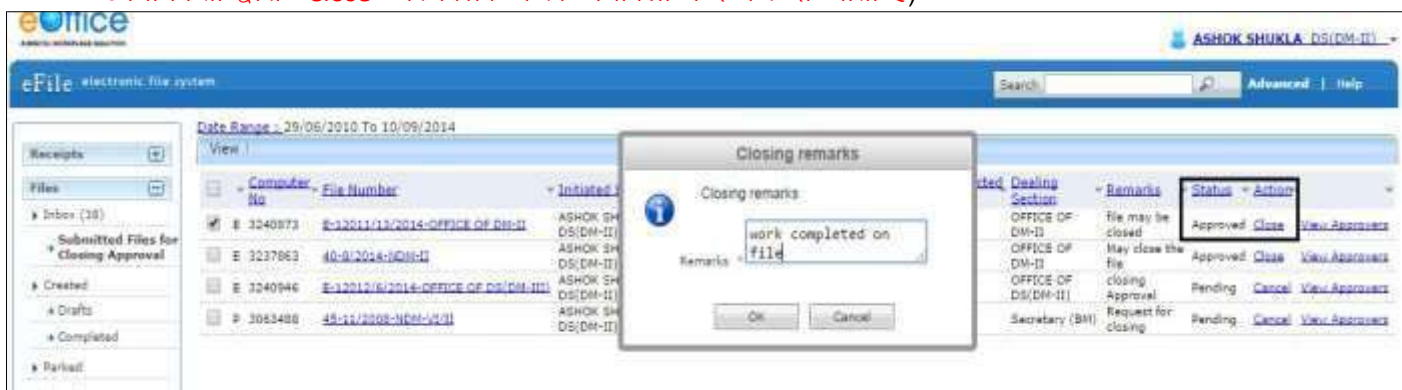 Close
eOffice
ASHOK SHUKLA DS(DM-II)
eFile electronic file system
Search
Advanced | Help
Date Range : 29/06/2010 To 10/09/2014
Receipts
View |
Closing remarks
Files
Computer No
File Number
Dealing Section
Remarks
Status
Action
Closing remarks
Inbox (38)
Submitted Files for Closing Approval
Created
Drafts
Completed
Parked
E 3240873 E-12011/13/2014-OFFICE OF DM-II ASHOK SH DS(DM-II) OFFICE OF DM-II file may be closed Approved Close View Approvers
E 3237863 40-8/2014-NDM-II ASHOK SH DS(DM-II) OFFICE OF DM-II May close the file Approved Close View Approvers
E 3240946 E-12012/6/2014-OFFICE OF DS(DM-III) ASHOK SH DS(DM-II) OFFICE OF DS(DM-II) closing Approval Pending Cancel View Approvers
P 3063488 45-11/2008-NDM-VI/II ASHOK SH DS(DM-II) Secretary (BM) Request for closing Pending Cancel View Approvers
Remarks
work completed on
file
OK
Cancel